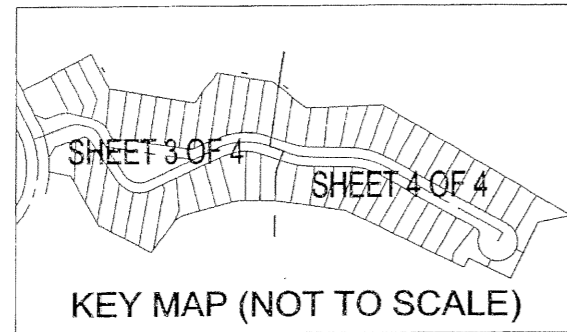 SHEET 3 OF 4
SHEET 4 OF 4
KEY MAP (NOT TO SCALE)